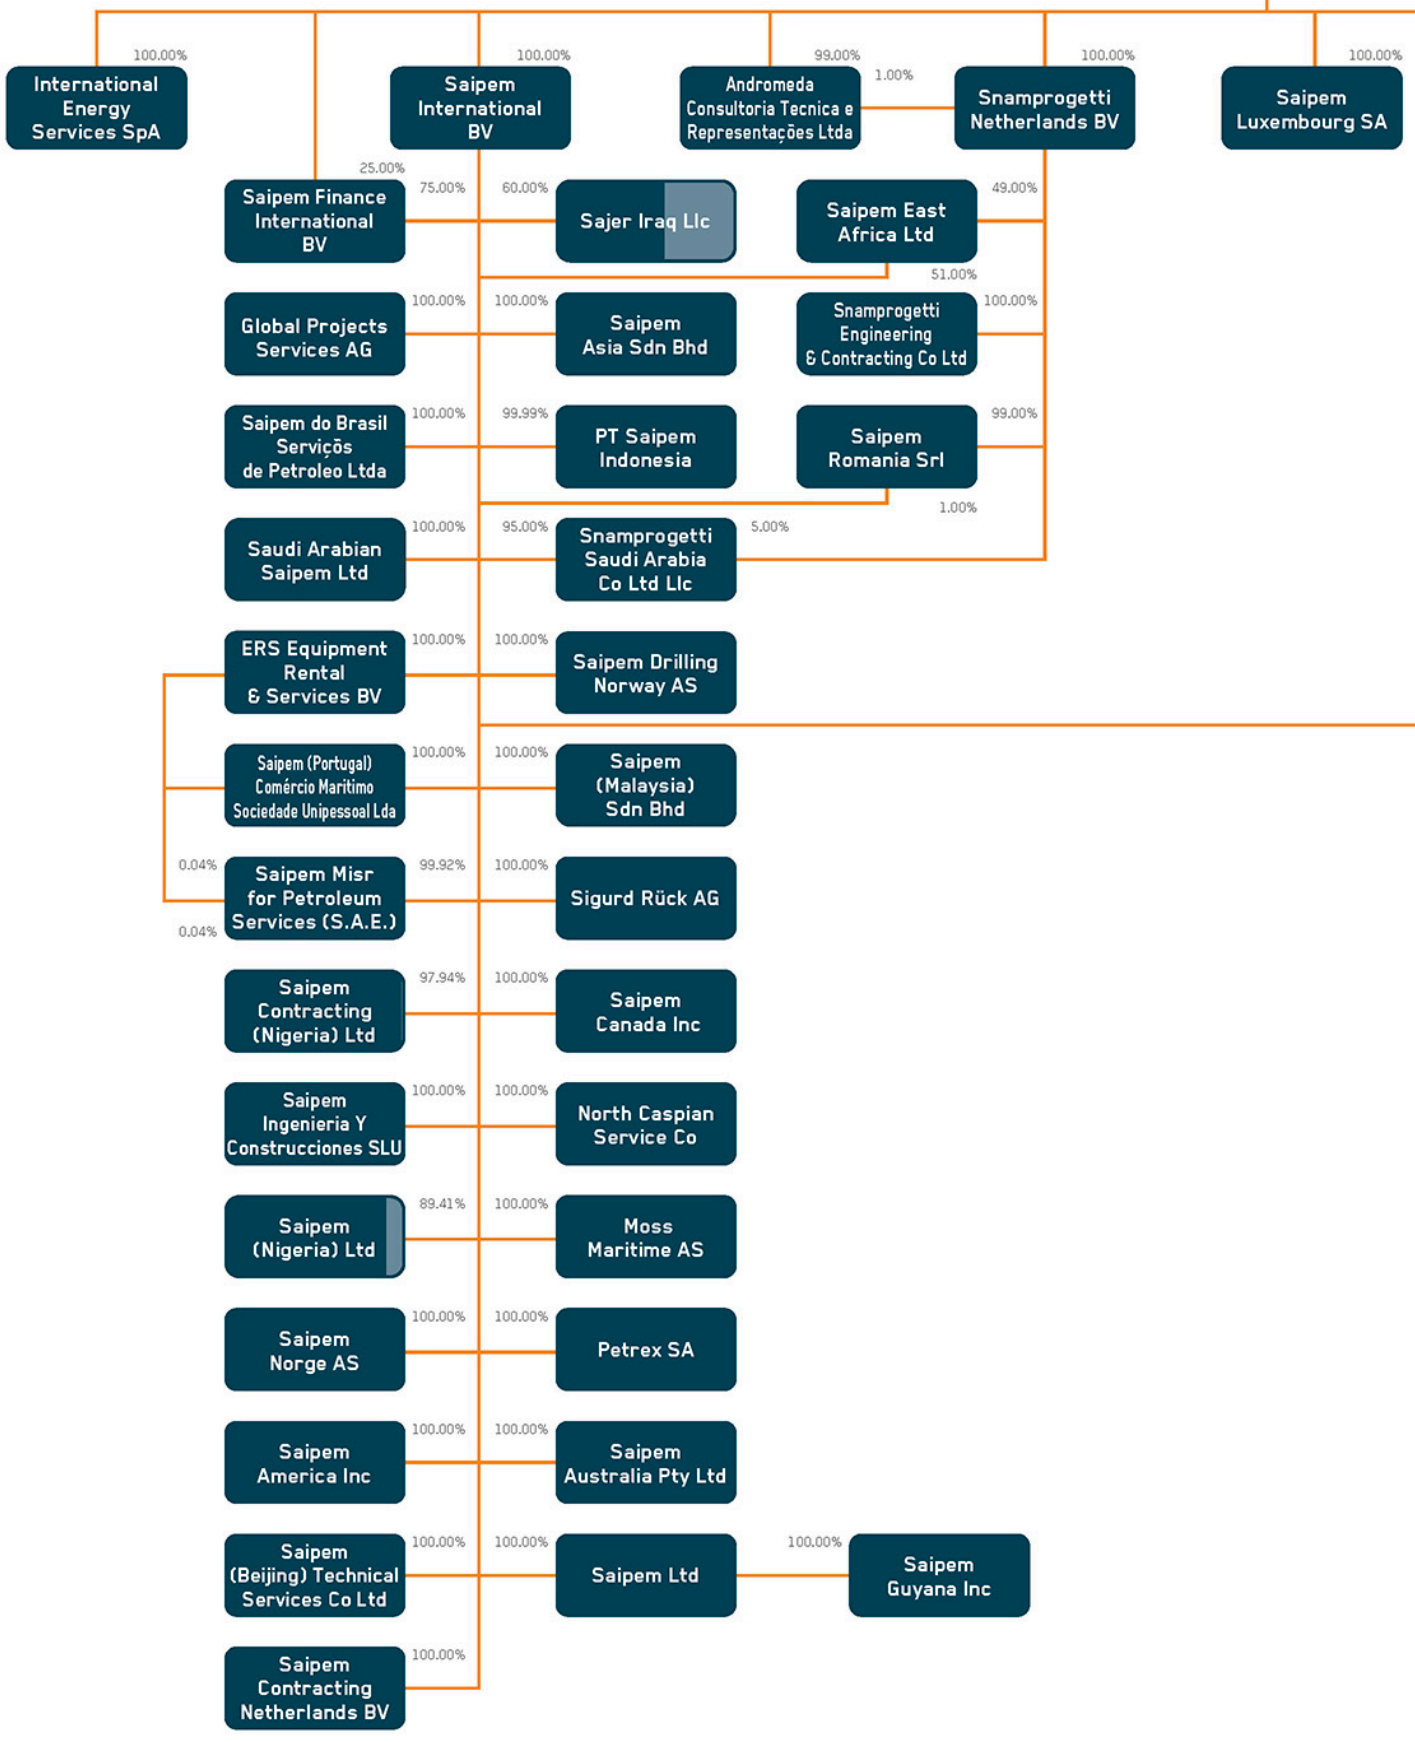 100.00%
International
Energy
Services SpA
100.00%
Saipem
International
BV
99.00%
Andromeda
Consultoria Tecnica e
Representações Ltda
1.00%
100.00%
Snamprogetti
Netherlands BV
100.00%
Saipem
Luxembourg SA
25.00%
Saipem Finance
International
BV
75.00%
60.00%
Sajer Iraq Llc
Saipem East
Africa Ltd
49.00%
51.00%
Global Projects
Services AG
100.00%
100.00%
Saipem
Asia Sdn Bhd
Snamprogetti
Engineering
& Contracting Co Ltd
100.00%
Saipem do Brasil
Serviçõs
de Petroleo Ltda
100.00%
99.99%
PT Saipem
Indonesia
Saipem
Romania Srl
99.00%
1.00%
Saudi Arabian
Saipem Ltd
100.00%
95.00%
Snamprogetti
Saudi Arabia
Co Ltd Llc
5.00%
ERS Equipment
Rental
& Services BV
100.00%
100.00%
Saipem Drilling
Norway AS
Saipem (Portugal)
Comércio Maritimo
Sociedade Unipessoal Lda
100.00%
100.00%
Saipem
(Malaysia)
Sdn Bhd
0.04%
0.04%
Saipem Misr
for Petroleum
Services (S.A.E.)
99.92%
100.00%
Sigurd Rück AG
Saipem
Contracting
(Nigeria) Ltd
97.94%
100.00%
Saipem
Canada Inc
Saipem
Ingenieria Y
Construcciones SLU
100.00%
100.00%
North Caspian
Service Co
Saipem
(Nigeria) Ltd
89.41%
100.00%
Moss
Maritime AS
Saipem
Norge AS
100.00%
100.00%
Petrex SA
Saipem
America Inc
100.00%
100.00%
Saipem
Australia Pty Ltd
Saipem
(Beijing) Technical
Services Co Ltd
100.00%
100.00%
Saipem Ltd
100.00%
Saipem
Guyana Inc
Saipem
Contracting
Netherlands BV
100.00%